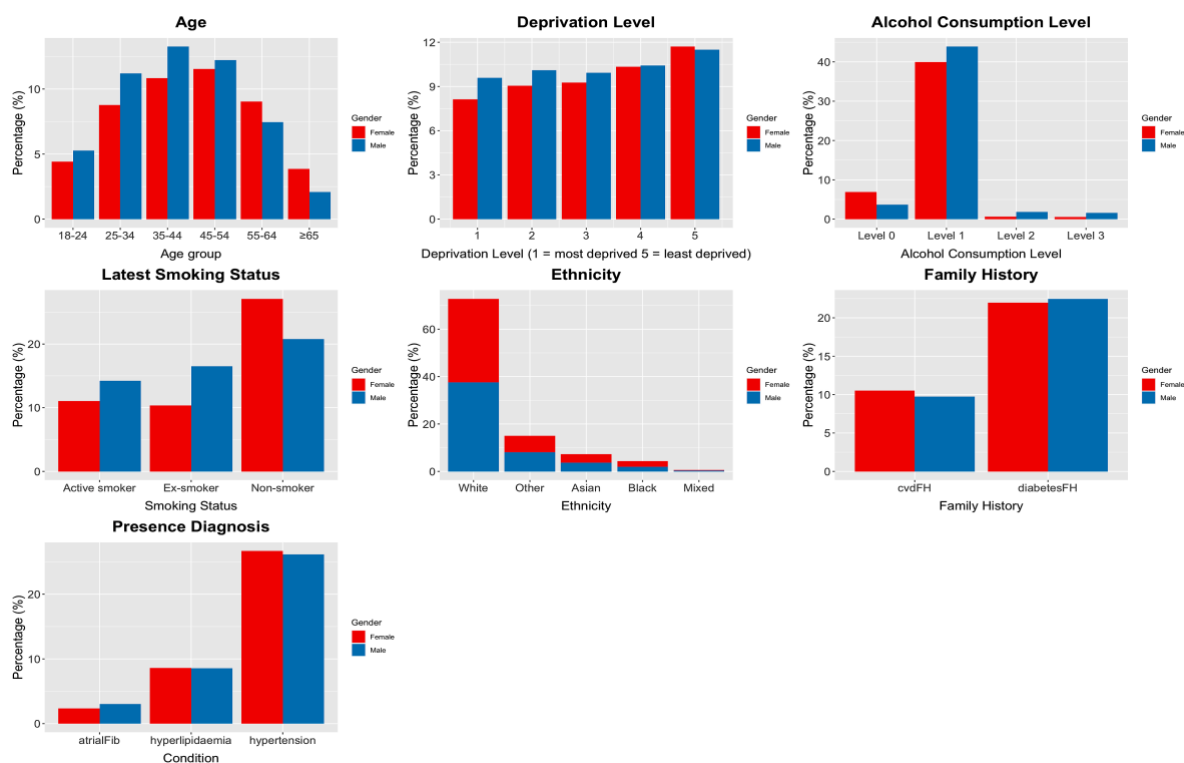 Age
Percentage (%)
10
5
0
18-24 25-34 35-44 45-54 55-64 ≥65
Age group
Gender
Female
Male
Deprivation Level
Percentage (%)
12
9
6
3
0
1 2 3 4 5
Deprivation Level (1 = most deprived 5 = least deprived)
Gender
Female
Male
Alcohol Consumption Level
Percentage (%)
40
30
20
10
0
Level 0 Level 1 Level 2 Level 3
Alcohol Consumption Level
Gender
Female
Male
Latest Smoking Status
Percentage (%)
20
10
0
Active smoker Ex-smoker Non-smoker
Smoking Status
Gender
Female
Male
Ethnicity
Percentage (%)
60
40
20
0
White Other Asian Black Mixed
Ethnicity
Gender
Female
Male
Family History
Percentage (%)
20
15
10
5
0
cvdFH diabetesFH
Family History
Gender
Female
Male
Presence Diagnosis
Percentage (%)
20
10
0
atrialFib hyperlipidaemia hypertension
Condition
Gender
Female
Male